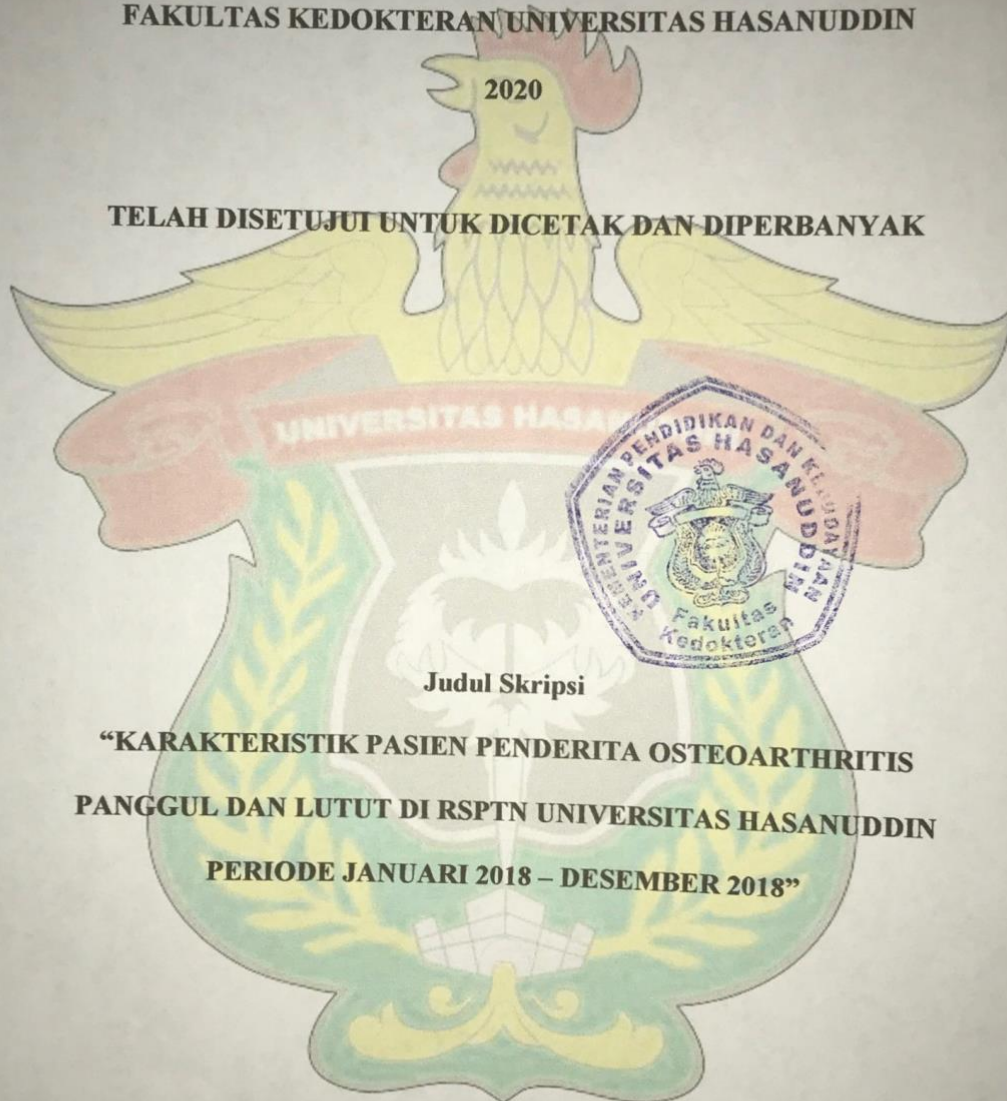 FAKULTAS KEDOKTERAN UNIVERSITAS HASANUDDIN
2020
TELAH DISETUJUI UNTUK DICETAK DAN DIPERBANYAK
UNIVERSITAS HASAN
KEMENTERIAN PENDIDIKAN DAN KEBUDAYAAN
UNIVERSITAS HASANUDDIN
Fakultas
Kedokteran
Judul Skripsi
“KARAKTERISTIK PASIEN PENDERITA OSTEOARTHRITIS
PANGGUL DAN LUTUT DI RSPTN UNIVERSITAS HASANUDDIN
PERIODE JANUARI 2018 – DESEMBER 2018”